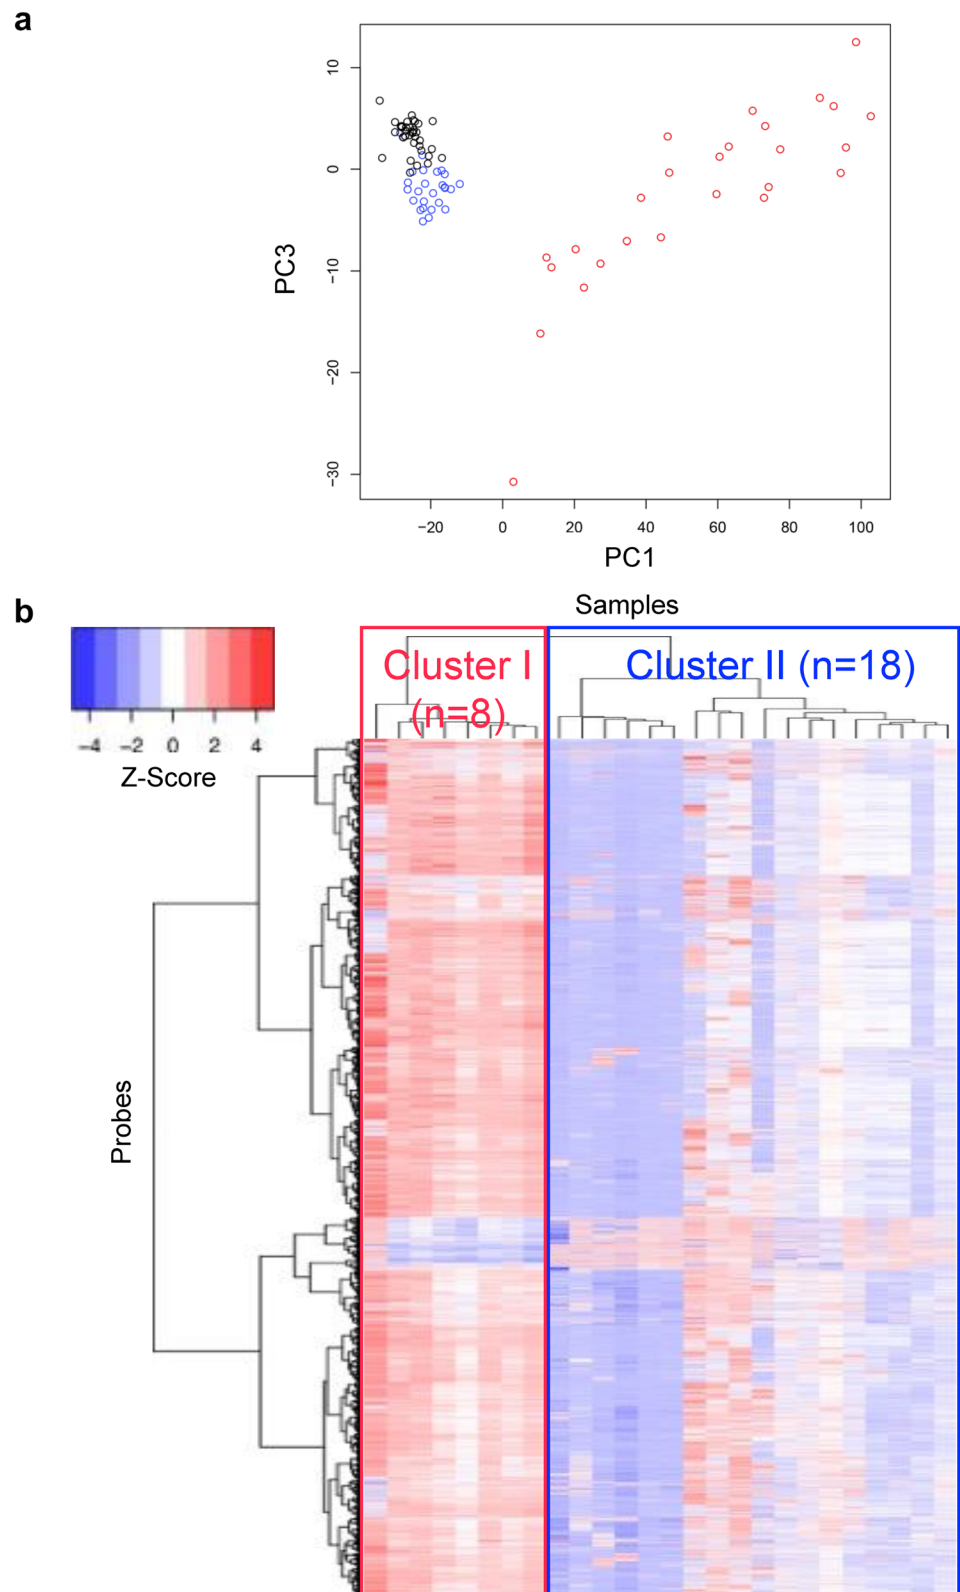 a
10
0
−10
−20
−30
PC3
−20 0 20 40 60 80 100
PC1
b
Samples
Cluster I
(n=8)
Cluster II (n=18)
−4 −2 0 2 4
Z-Score
Probes